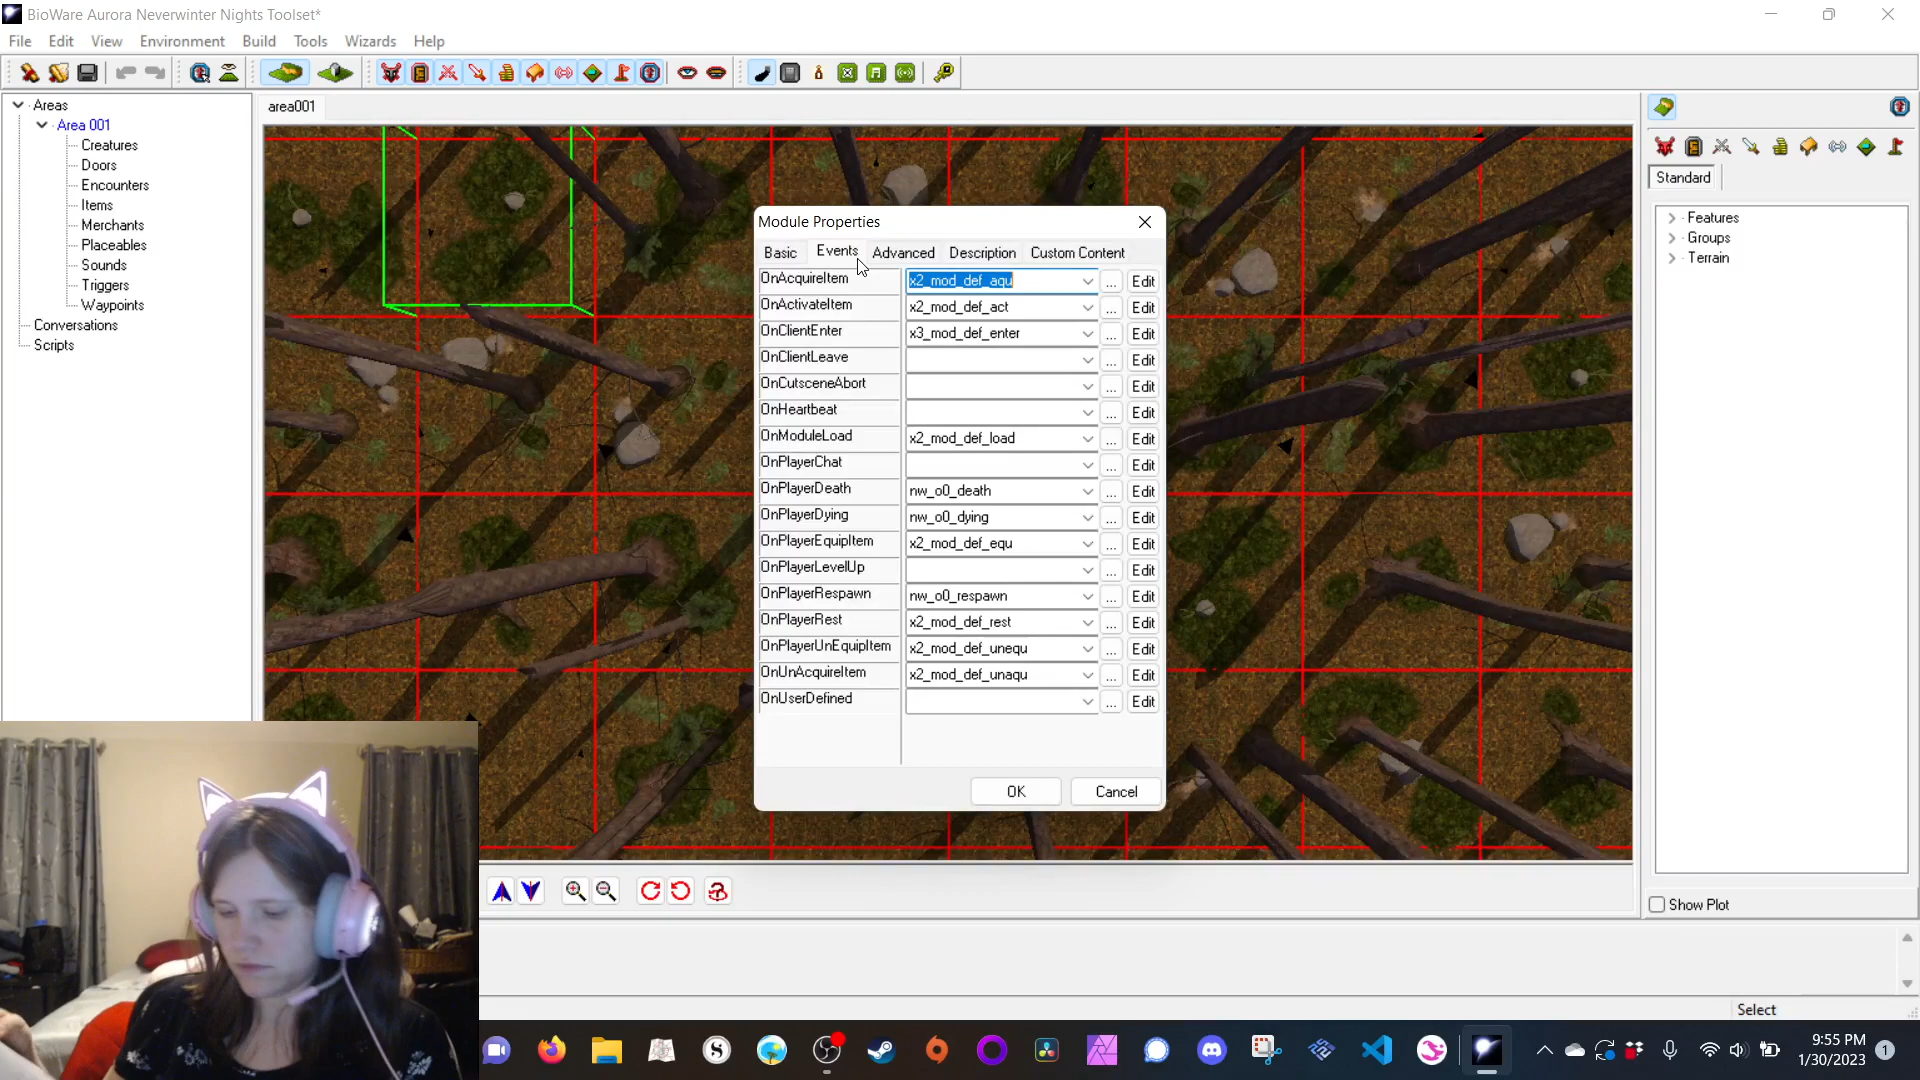 BioWare Aurora Neverwinter Nights Toolset*
File Edit View Environment Build Tools Wizards Help
Areas
Area 001
Creatures
Doors
Encounters
Items
Merchants
Placeables
Sounds
Triggers
Waypoints
Conversations
Scripts
area001
Module Properties
Basic Events Advanced Description Custom Content
OnAcquireItem x2_mod_def_aqu ... Edit
OnActivateItem x2_mod_def_act ... Edit
OnClientEnter x3_mod_def_enter ... Edit
OnClientLeave ... Edit
OnCutsceneAbort ... Edit
OnHeartbeat ... Edit
OnModuleLoad x2_mod_def_load ... Edit
OnPlayerChat ... Edit
OnPlayerDeath nw_o0_death ... Edit
OnPlayerDying nw_o0_dying ... Edit
OnPlayerEquipItem x2_mod_def_equ ... Edit
OnPlayerLevelUp ... Edit
OnPlayerRespawn nw_o0_respawn ... Edit
OnPlayerRest x2_mod_def_rest ... Edit
OnPlayerUnEquipItem x2_mod_def_unequ ... Edit
OnUnAcquireItem x2_mod_def_unaqu ... Edit
OnUserDefined ... Edit
OK Cancel
Standard
Features
Groups
Terrain
Show Plot
Select
9:55 PM
1/30/2023
1